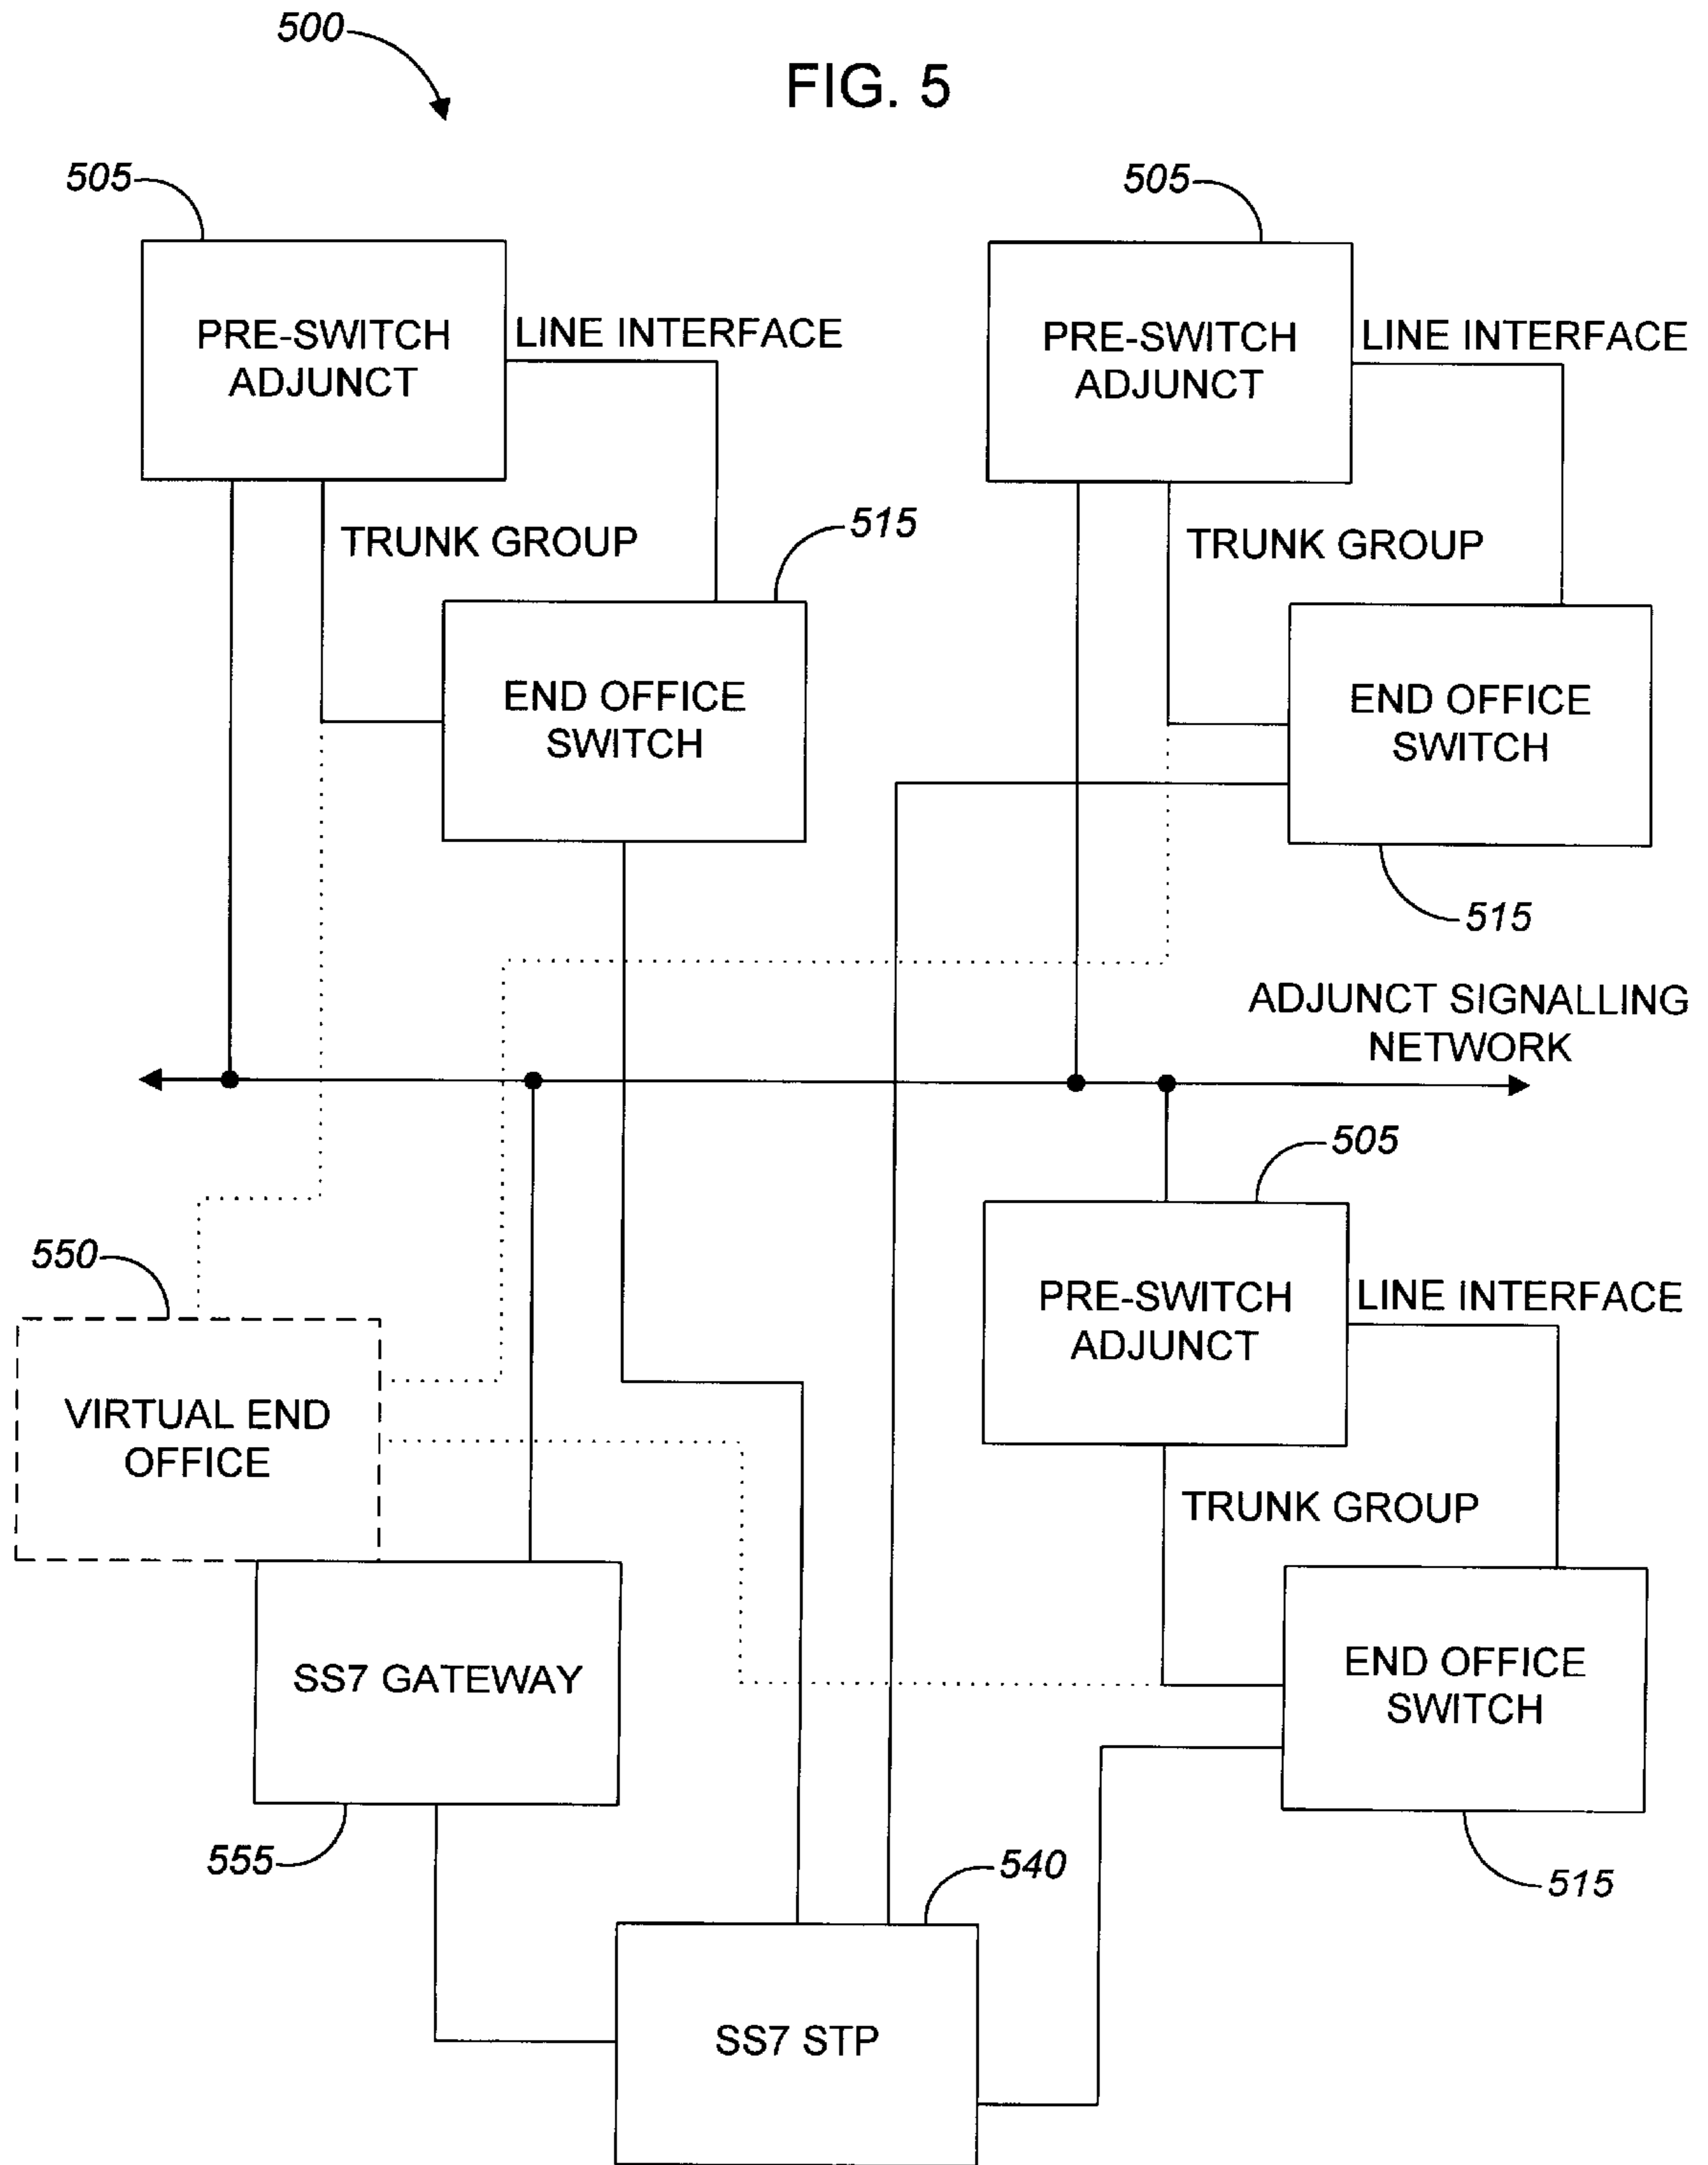 500
FIG. 5
505
505
PRE-SWITCH
ADJUNCT
LINE INTERFACE
PRE-SWITCH
ADJUNCT
LINE INTERFACE
TRUNK GROUP
515
TRUNK GROUP
END OFFICE
SWITCH
END OFFICE
SWITCH
515
ADJUNCT SIGNALLING
NETWORK
505
550
PRE-SWITCH
ADJUNCT
LINE INTERFACE
VIRTUAL END
OFFICE
TRUNK GROUP
SS7 GATEWAY
END OFFICE
SWITCH
555
540
515
SS7 STP